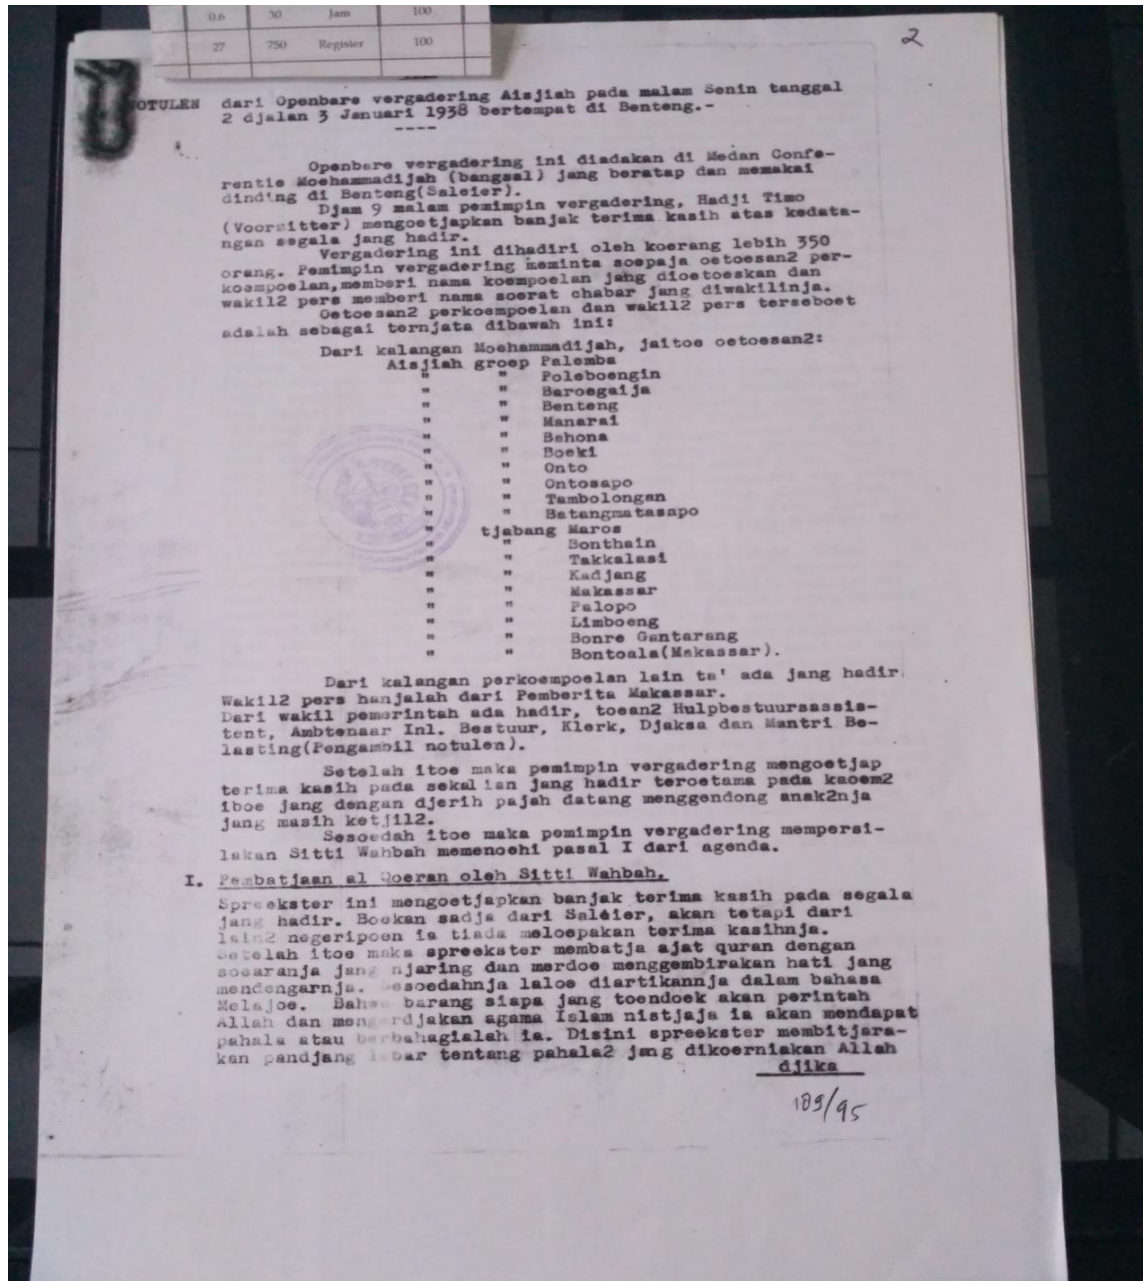 0.6 30 Jam 100
27 750 Register 100
2
NOTULEN dari Openbare vergadering Aisjiah pada malam Senin tanggal
2 djalan 3 Januari 1938 bertempat di Benteng.-
----
Openbare vergadering ini diadakan di Medan Confe-
rentie Moehammadijah (bangsal) jang beratap dan memakai
dinding di Benteng(Saleier).
Djam 9 malam pemimpin vergadering, Hadji Timo
(Voorzitter) mengoetjapkan banjak terima kasih atas kedata-
ngan segala jang hadir.
Vergadering ini dihadiri oleh koerang lebih 350
orang. Pemimpin vergadering meminta soepaja oetoesan2 per-
koempoelan,memberi nama koempoelan jang dioetoeskan dan
wakil2 pers memberi nama soerat chabar jang diwakilinja.
Oetoesan2 perkoempoelan dan wakil2 pers terseboet
adalah sebagai ternjata dibawah ini:
Dari kalangan Moehammadijah, jaitoe oetoesan2:
Aisjiah groep Palemba
" " Poleboengin
" " Baroegaija
" " Benteng
" " Manarai
" " Bahona
" " Boeki
" " Onto
" " Ontosapo
" " Tambolongan
" " Batangmatasapo
" tjabang Maros
" " Bonthain
" " Takkalasi
" " Kadjang
" " Makassar
" " Palopo
" " Limboeng
" " Bonre Gantarang
" " Bontoala(Makassar).
Dari kalangan perkoempoelan lain ta' ada jang hadir.
Wakil2 pers hanjalah dari Pemberita Makassar.
Dari wakil pemerintah ada hadir, toean2 Hulpbestuursassis-
tent, Ambtenaar Inl. Bestuur, Klerk, Djaksa dan Mantri Be-
lasting(Pengambil notulen).
Setelah itoe maka pemimpin vergadering mengoetjap
terima kasih pada sekalian jang hadir teroetama pada kaoem2
iboe jang dengan djerih pajah datang menggendong anak2nja
jang masih ketjil2.
Sesoedah itoe maka pemimpin vergadering mempersi-
lakan Sitti Wahbah memenoehi pasal I dari agenda.
I. Pembatjaan al Qoeran oleh Sitti Wahbah.
Spreekster ini mengoetjapkan banjak terima kasih pada segala
jang hadir. Boekan sadja dari Saleier, akan tetapi dari
lain2 negeripoen ia tiada meloepakan terima kasihnja.
Setelah itoe maka spreekster membatja ajat quran dengan
soearanja jang njaring dan merdoe menggembirakan hati jang
mendengarnja. Sesoedahnja laloe diartikannja dalam bahasa
Melajoe. Bahwa barang siapa jang toendoek akan perintah
Allah dan mengerdjakan agama Islam nistjaja ia akan mendapat
pahala atau berbahagialah ia. Disini spreekster membitjara-
kan pandjang lebar tentang pahala2 jang dikoerniakan Allah
djika
189/95